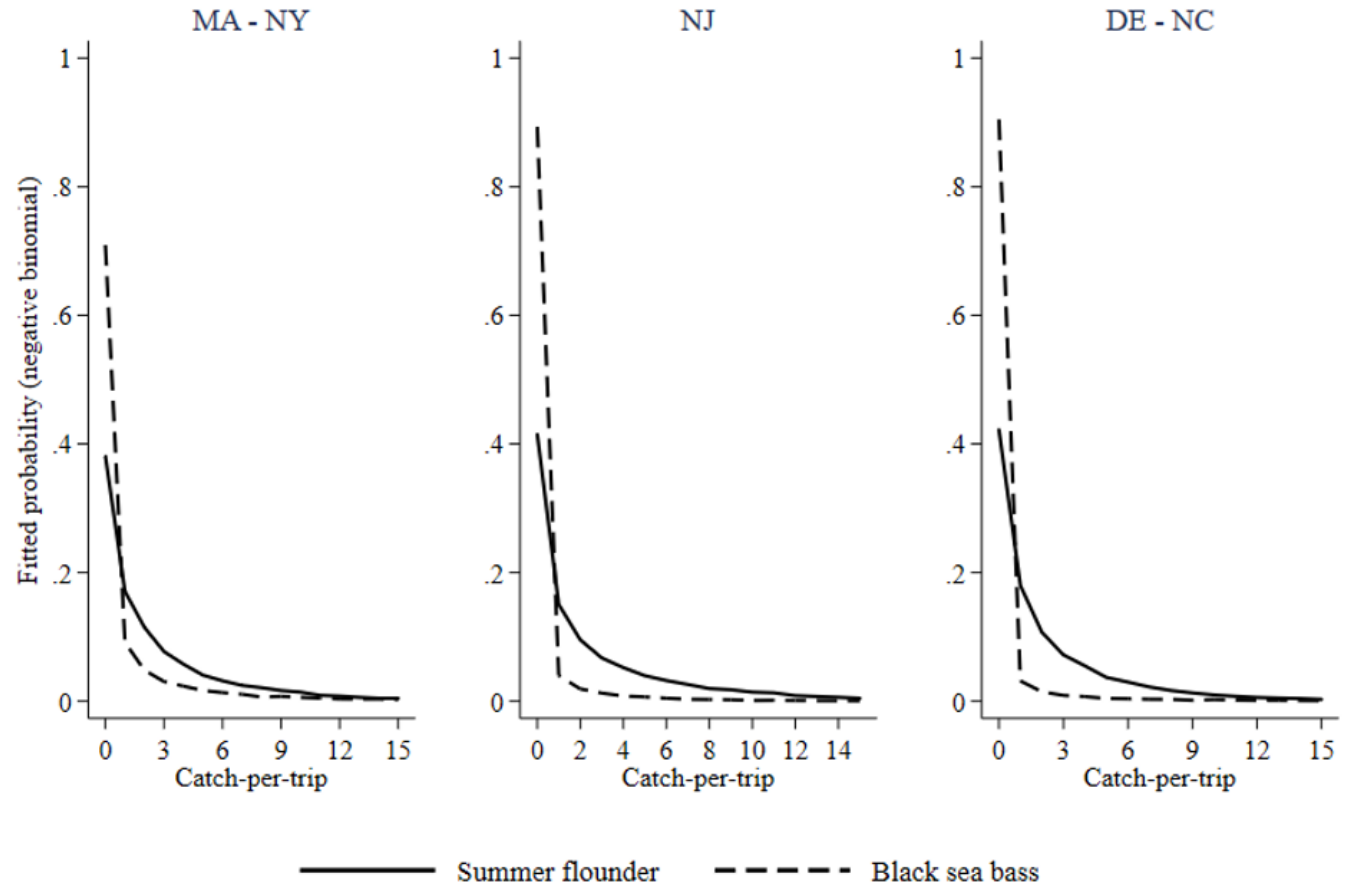 MA - NY
NJ
DE - NC
Fitted probability (negative binomial)
1
.8
.6
.4
.2
0
0 3 6 9 12 15
Catch-per-trip
1
.8
.6
.4
.2
0
0 2 4 6 8 10 12 14
Catch-per-trip
1
.8
.6
.4
.2
0
0 3 6 9 12 15
Catch-per-trip
Summer flounder Black sea bass